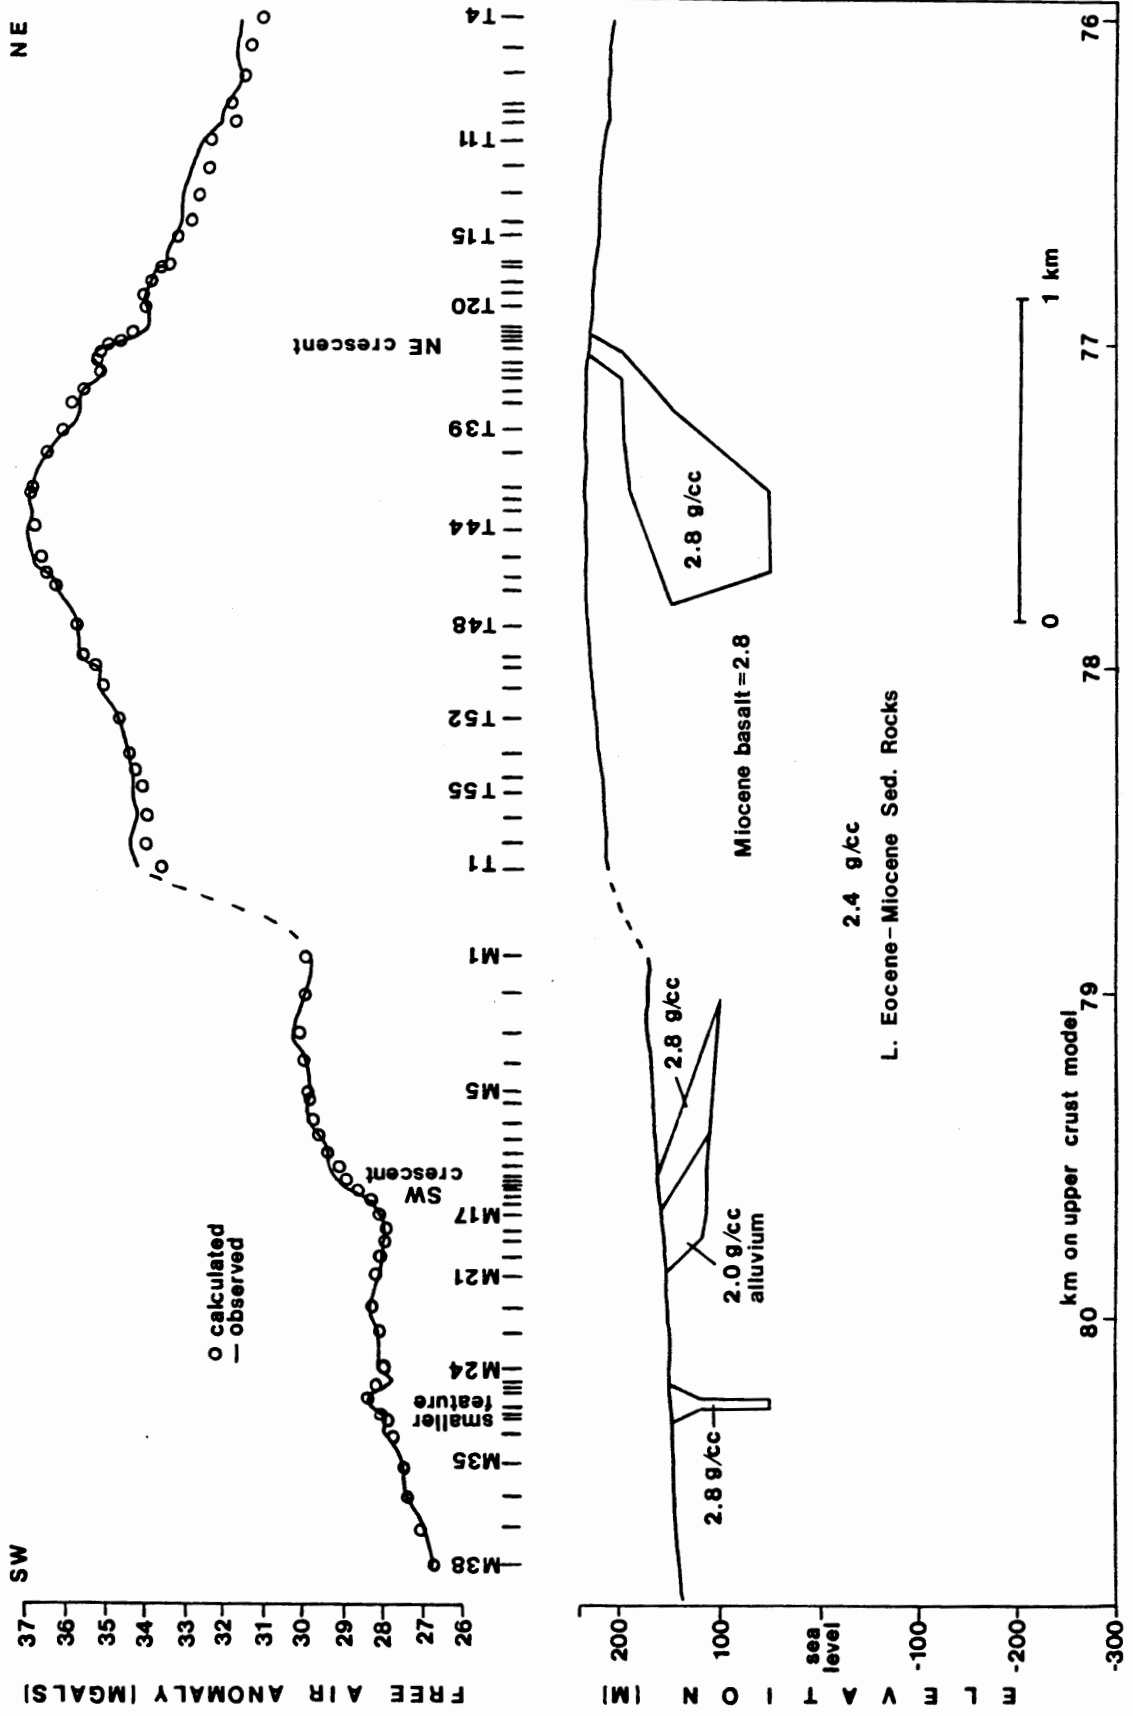 SW
NE
FREE AIR ANOMALY (MGALS)
37
36
35
34
33
32
31
30
29
28
27
26
o calculated
— observed
smaller
feature
SW
crescent
NE crescent
M38
M35
M24
M21
M17
M5
M1
T1
T55
T52
T48
T44
T39
T20
T15
T11
T4
ELEVATION (M)
200
100
sea
level
-100
-200
-300
2.8 g/cc
2.0 g/cc
alluvium
2.8 g/cc
2.8 g/cc
Miocene basalt=2.8
2.4 g/cc
L. Eocene-Miocene Sed. Rocks
0
1 km
km on upper crust model
80
79
78
77
76